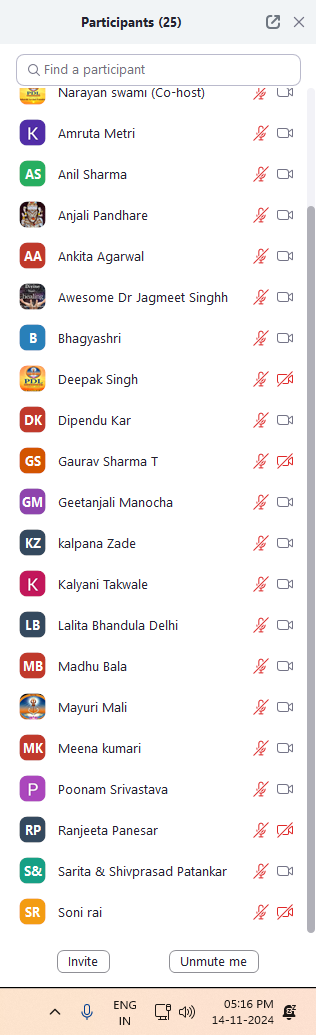 Participants (25)
Find a participant
PDL
Narayan swami (Co-host)
K Amruta Metri
AS Anil Sharma
Anjali Pandhare
AA Ankita Agarwal
Divine
healing
Awesome Dr Jagmeet Singhh
B Bhagyashri
PDL
Deepak Singh
DK Dipendu Kar
GS Gaurav Sharma T
GM Geetanjali Manocha
KZ kalpana Zade
K Kalyani Takwale
LB Lalita Bhandula Delhi
MB Madhu Bala
Mayuri Mali
MK Meena kumari
P Poonam Srivastava
RP Ranjeeta Panesar
S& Sarita & Shivprasad Patankar
SR Soni rai
Invite Unmute me
ENG 05:16 PM
IN 14-11-2024